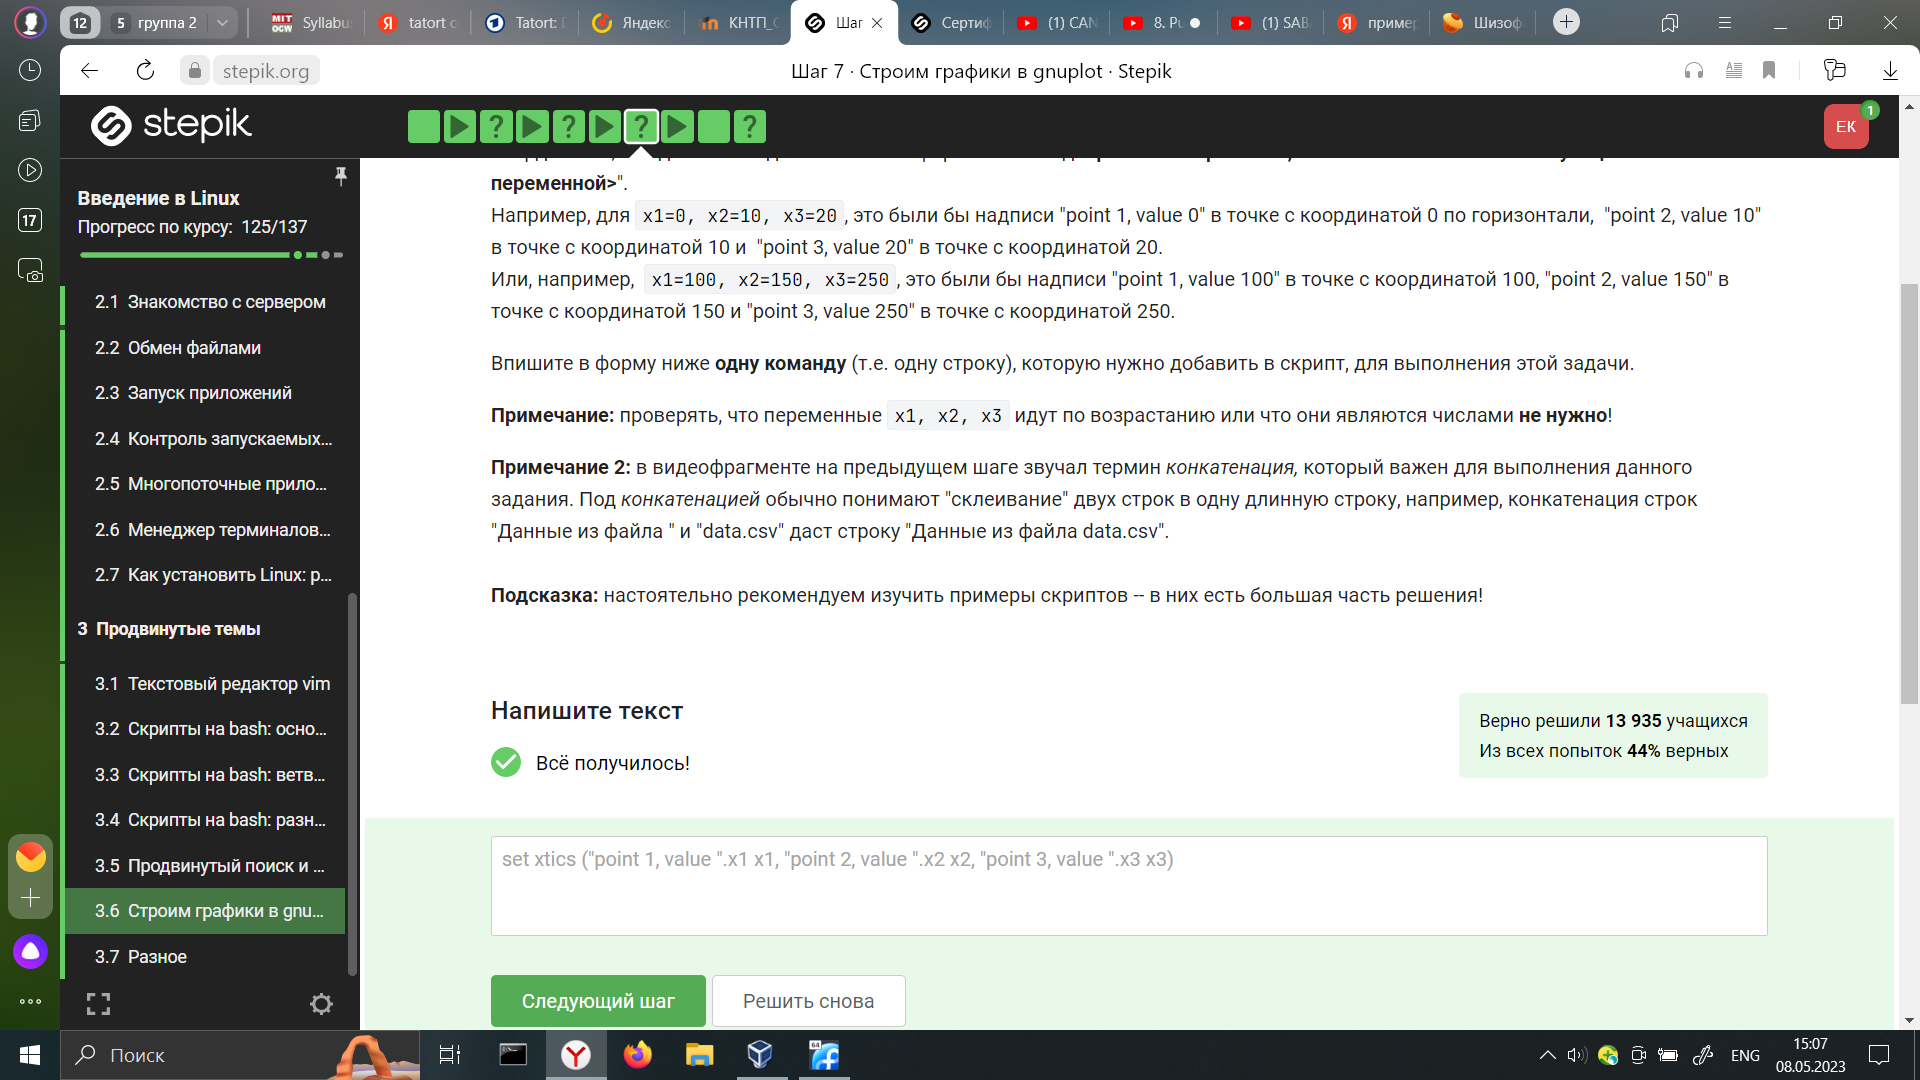 12
5 группа 2
Syllabu
tatort c
Tatort: D
Яндекс
КНТП_С
Шаг
Сертиф
(1) CAN
8. Pu
(1) SAB
пример
Шизоф
stepik.org
Шаг 7 · Строим графики в gnuplot · Stepik
stepik
? ? ? ?
ЕК
1
17
Введение в Linux
Прогресс по курсу: 125/137
2.1 Знакомство с сервером
2.2 Обмен файлами
2.3 Запуск приложений
2.4 Контроль запускаемых...
2.5 Многопоточные прило...
2.6 Менеджер терминалов...
2.7 Как установить Linux: р...
3 Продвинутые темы
3.1 Текстовый редактор vim
3.2 Скрипты на bash: осно...
3.3 Скрипты на bash: ветв...
3.4 Скрипты на bash: разн...
3.5 Продвинутый поиск и ...
3.6 Строим графики в gnu...
3.7 Разное
переменной>".
Например, для x1=0, x2=10, x3=20, это были бы надписи "point 1, value 0" в точке с координатой 0 по горизонтали, "point 2, value 10"
в точке с координатой 10 и "point 3, value 20" в точке с координатой 20.
Или, например, x1=100, x2=150, x3=250, это были бы надписи "point 1, value 100" в точке с координатой 100, "point 2, value 150" в
точке с координатой 150 и "point 3, value 250" в точке с координатой 250.
Впишите в форму ниже одну команду (т.е. одну строку), которую нужно добавить в скрипт, для выполнения этой задачи.
Примечание: проверять, что переменные x1, x2, x3 идут по возрастанию или что они являются числами не нужно!
Примечание 2: в видеофрагменте на предыдущем шаге звучал термин конкатенация, который важен для выполнения данного
задания. Под конкатенацией обычно понимают "склеивание" двух строк в одну длинную строку, например, конкатенация строк
"Данные из файла " и "data.csv" даст строку "Данные из файла data.csv".
Подсказка: настоятельно рекомендуем изучить примеры скриптов -- в них есть большая часть решения!
Напишите текст
Всё получилось!
Верно решили 13 935 учащихся
Из всех попыток 44% верных
set xtics ("point 1, value ".x1 x1, "point 2, value ".x2 x2, "point 3, value ".x3 x3)
Следующий шаг
Решить снова
Поиск
ENG
15:07
08.05.2023